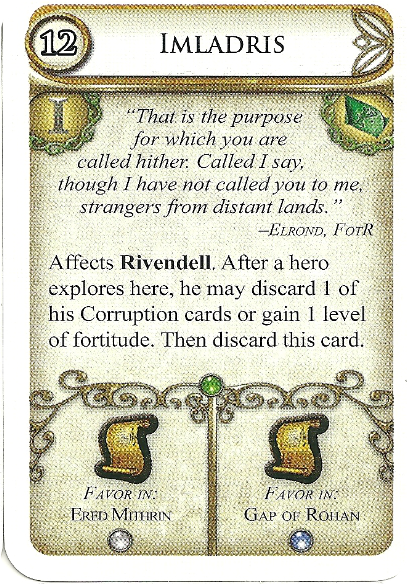 12
IMLADRIS
I
“That is the purpose
for which you are
called hither. Called I say,
though I have not called you to me,
strangers from distant lands.”
–ELROND, FOTR
Affects Rivendell. After a hero
explores here, he may discard 1 of
his Corruption cards or gain 1 level
of fortitude. Then discard this card.
FAVOR IN:
ERED MITHRIN
FAVOR IN:
GAP OF ROHAN